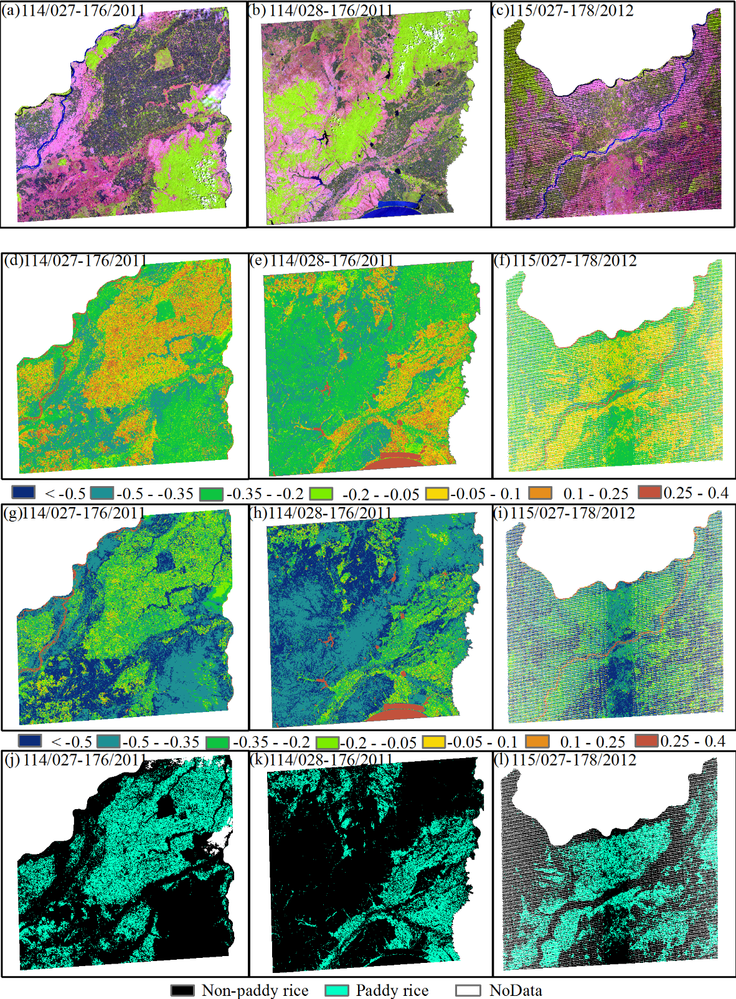 (a)114/027-176/2011 (b)114/028-176/2011 (c)115/027-178/2012
(d)114/027-176/2011 (e)114/028-176/2011 (f)115/027-178/2012
< -0.5 -0.5 - -0.35 -0.35 - -0.2 -0.2 - -0.05 -0.05 - 0.1 0.1 - 0.25 0.25 - 0.4
(g)114/027-176/2011 (h)114/028-176/2011 (i)115/027-178/2012
< -0.5 -0.5 - -0.35 -0.35 - -0.2 -0.2 - -0.05 -0.05 - 0.1 0.1 - 0.25 0.25 - 0.4
(j)114/027-176/2011 (k)114/028-176/2011 (l)115/027-178/2012
Non-paddy rice Paddy rice NoData